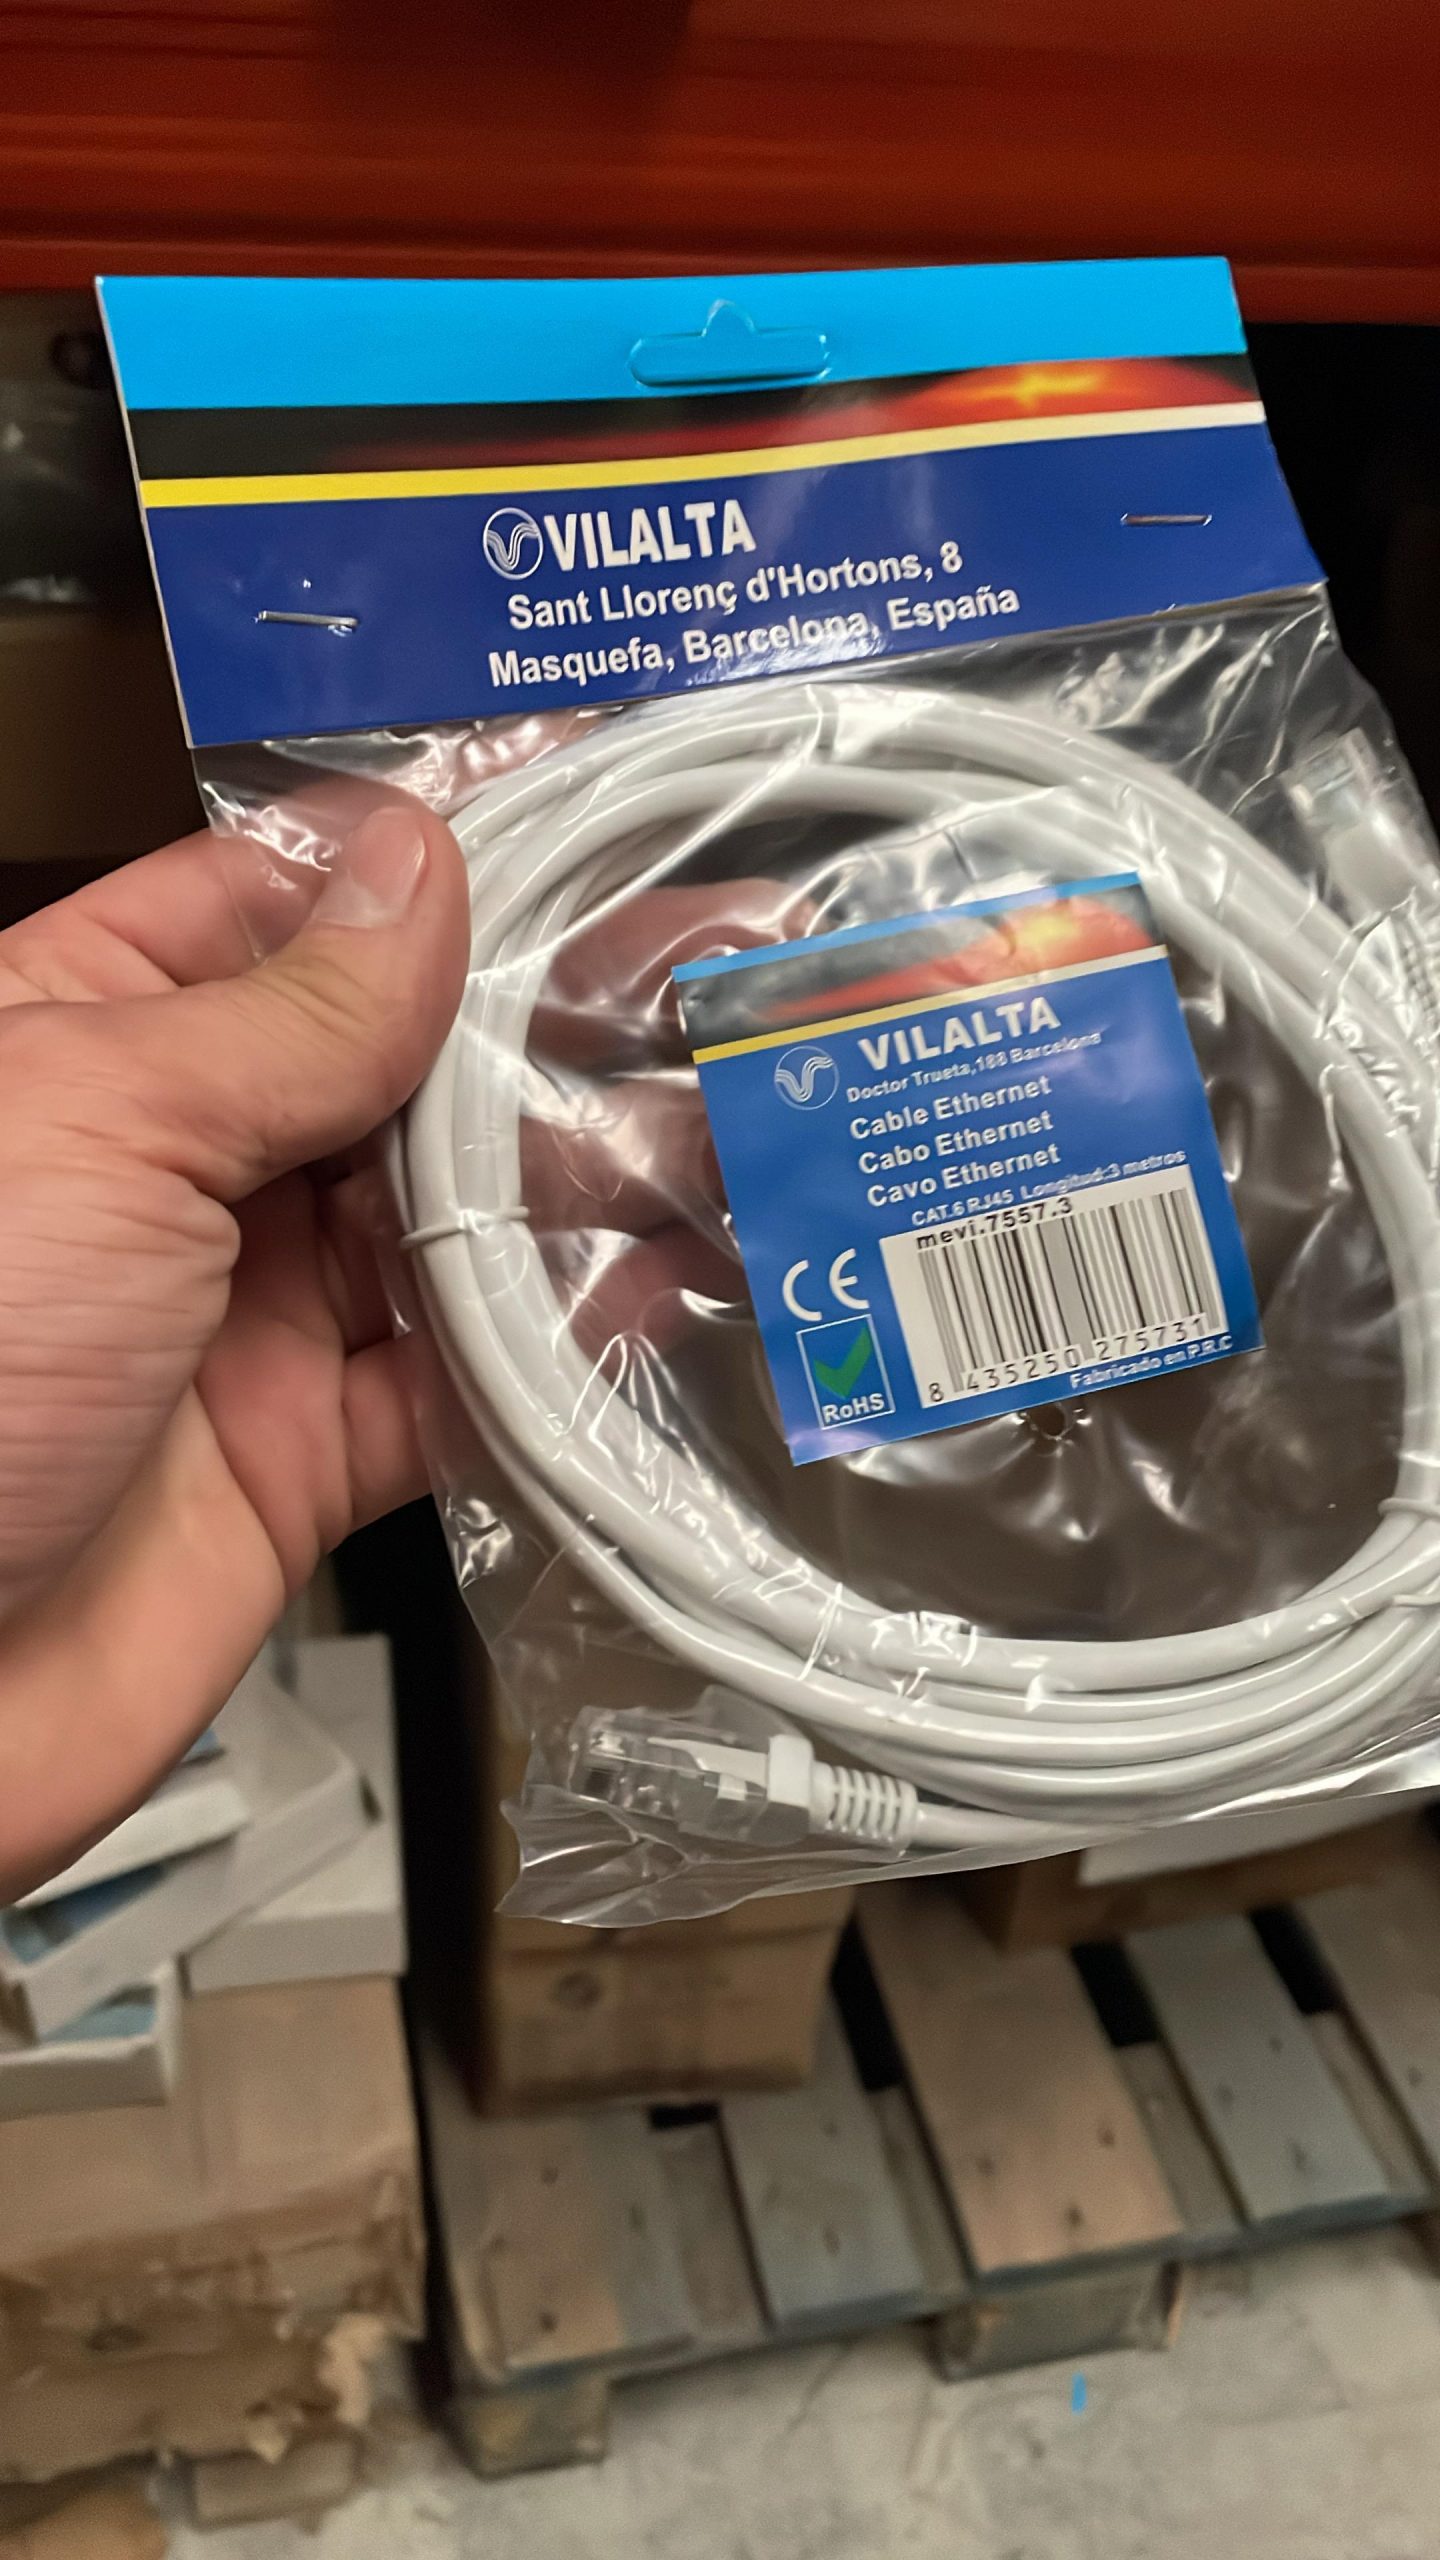 VILALTA
Sant Llorenç d'Hortons, 8
Masquefa, Barcelona, España
VILALTA
Doctor Trueta,188 Barcelona
Cable Ethernet
Cabo Ethernet
Cavo Ethernet
CAT.6 RJ45 Longitud:3 metros
mevi.7557.3
CE
8 435250 275731
RoHS
Fabricado en P.R.C